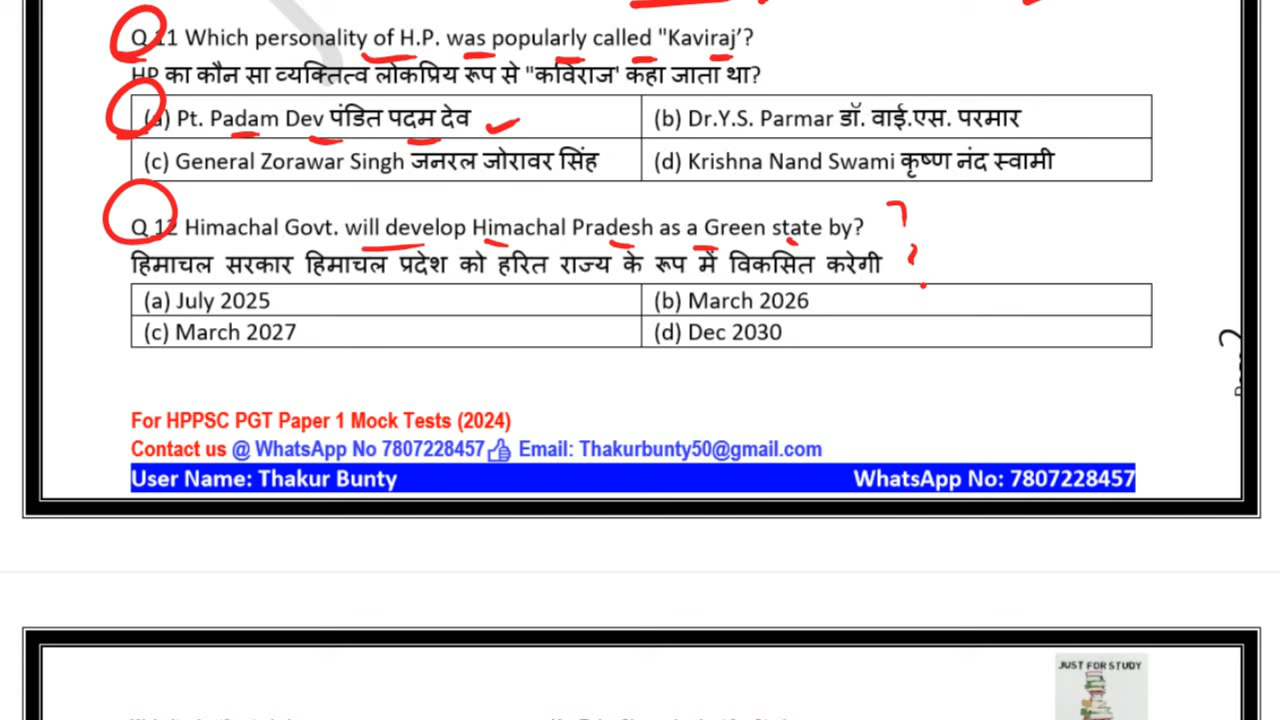 Q 11 Which personality of H.P. was popularly called "Kaviraj'?
HP का कौन सा व्यक्तित्व लोकप्रिय रूप से "कविराज' कहा जाता था?
(a) Pt. Padam Dev पंडित पदम देव
(b) Dr.Y.S. Parmar डॉ. वाई.एस. परमार
(c) General Zorawar Singh जनरल जोरावर सिंह
(d) Krishna Nand Swami कृष्ण नंद स्वामी
Q 12 Himachal Govt. will develop Himachal Pradesh as a Green state by?
हिमाचल सरकार हिमाचल प्रदेश को हरित राज्य के रूप में विकसित करेगी
(a) July 2025
(b) March 2026
(c) March 2027
(d) Dec 2030
For HPPSC PGT Paper 1 Mock Tests (2024)
Contact us @ WhatsApp No 7807228457 Email: Thakurbunty50@gmail.com
User Name: Thakur Bunty
WhatsApp No: 7807228457
JUST FOR STUDY